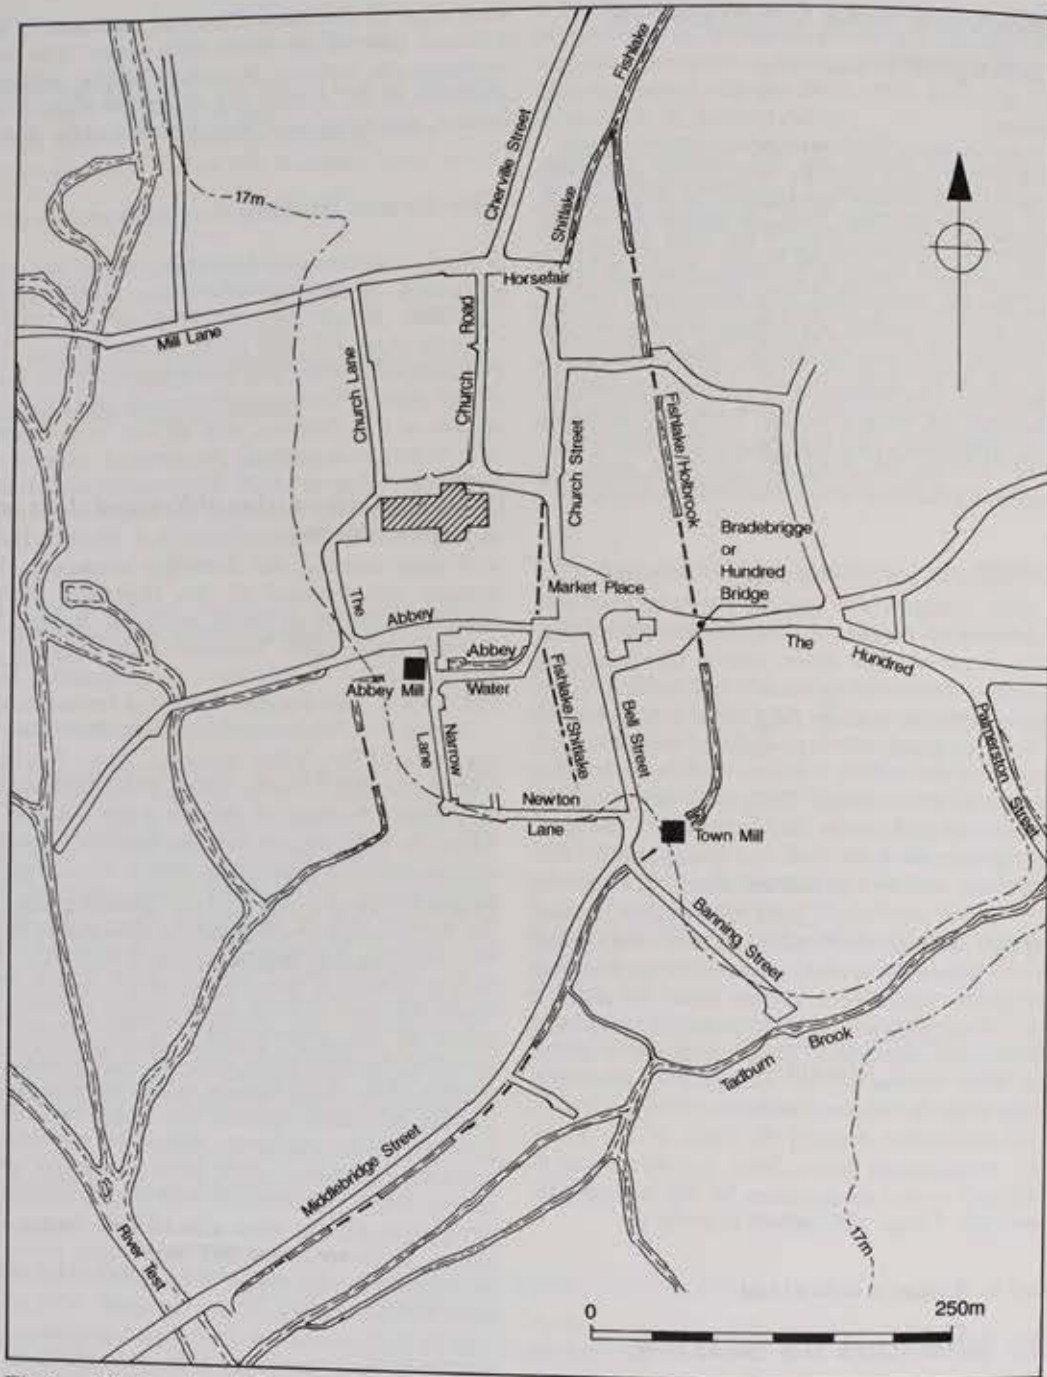 Fishlake
Cherville Street
Shitlake
17m
Horsefair
Mill Lane
Church Lane
Church Road
Church Street
Fishlake/Holbrook
Bradebrigge
or
Hundred
Bridge
Market Place
The Abbey
The Hundred
Abbey Water
Abbey Mill
Fishlake/Shitlake
Bell Street
Narrow Lane
Palmerston Street
Newton Lane
Town Mill
Banning Street
Tadburn Brook
Middlebridge Street
River Test
17m
0 250m